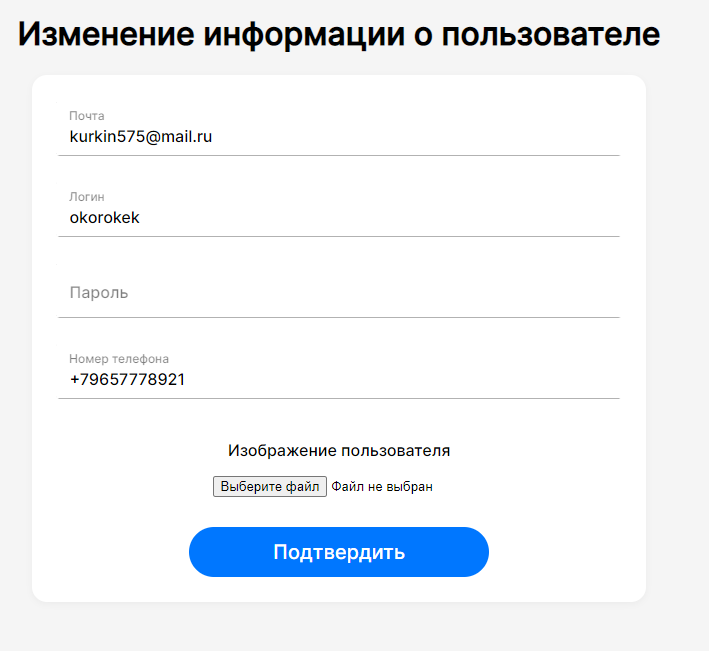 Изменение информации о пользователе
Почта
kurkin575@mail.ru
Логин
okorokek
Пароль
Номер телефона
+79657778921
Изображение пользователя
Выберите файл Файл не выбран
Подтвердить